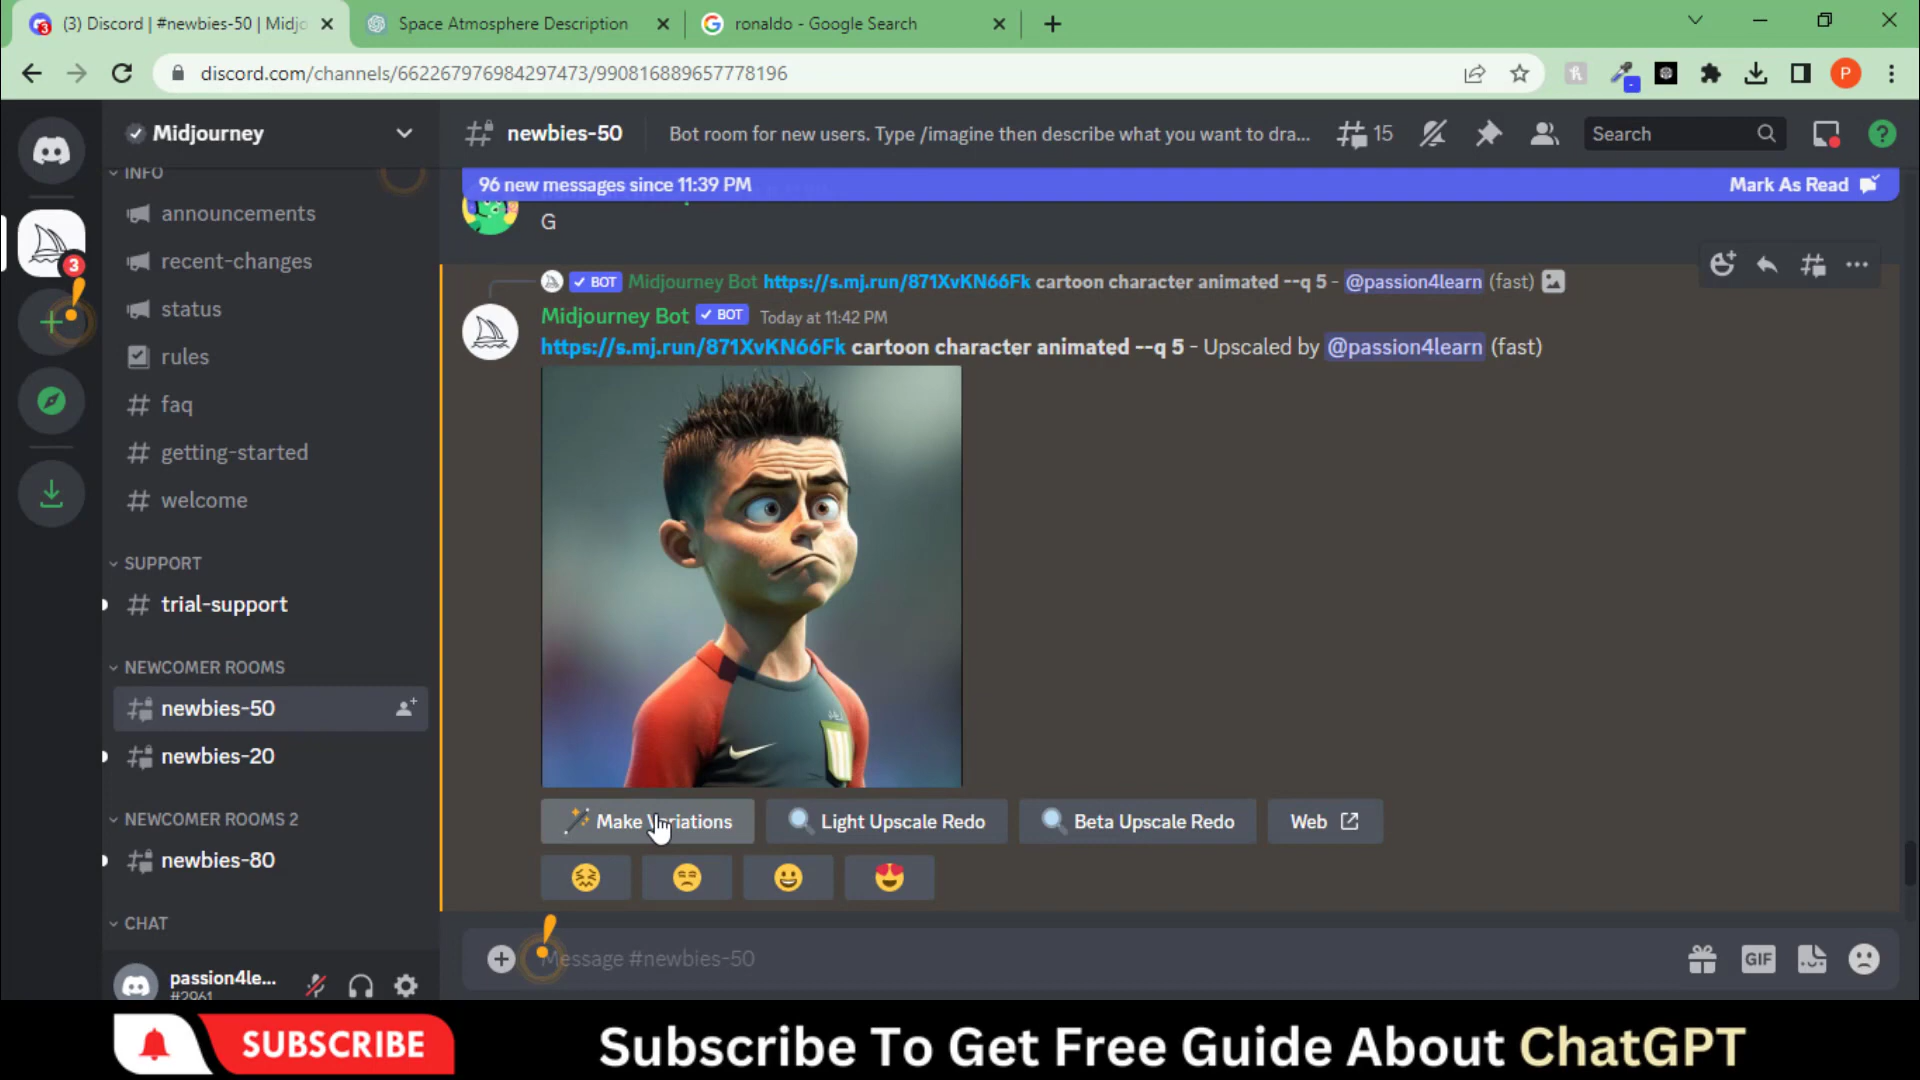 (3) Discord | #newbies-50 | Midjo
Space Atmosphere Description
ronaldo - Google Search
discord.com/channels/662267976984297473/990816889657778196
P
Midjourney
newbies-50
Bot room for new users. Type /imagine then describe what you want to dra...
15
Search
96 new messages since 11:39 PM
Mark As Read
INFO
announcements
recent-changes
status
rules
faq
getting-started
welcome
SUPPORT
trial-support
NEWCOMER ROOMS
newbies-50
newbies-20
NEWCOMER ROOMS 2
newbies-80
CHAT
3
passion4le...
#2961
G
BOT Midjourney Bot https://s.mj.run/871XvKN66Fk cartoon character animated --q 5 - @passion4learn (fast)
Midjourney Bot BOT Today at 11:42 PM
https://s.mj.run/871XvKN66Fk cartoon character animated --q 5 - Upscaled by @passion4learn (fast)
Make Variations
Light Upscale Redo
Beta Upscale Redo
Web
Message #newbies-50
GIF
SUBSCRIBE
Subscribe To Get Free Guide About ChatGPT